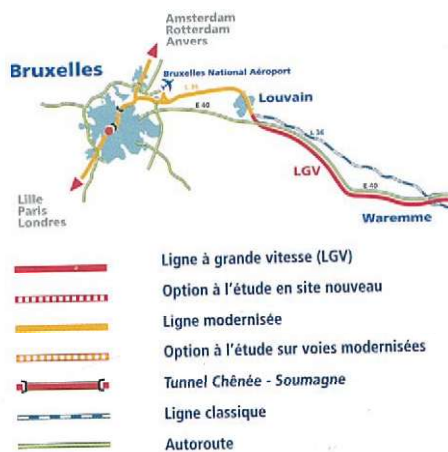 Amsterdam
Rotterdam
Anvers
Bruxelles
Bruxelles National Aéroport
L 36
Louvain
E 40
L 36
LGV
E 40
Waremme
Lille
Paris
Londres
Ligne à grande vitesse (LGV)
Option à l'étude en site nouveau
Ligne modernisée
Option à l'étude sur voies modernisées
Tunnel Chênée - Soumagne
Ligne classique
Autoroute